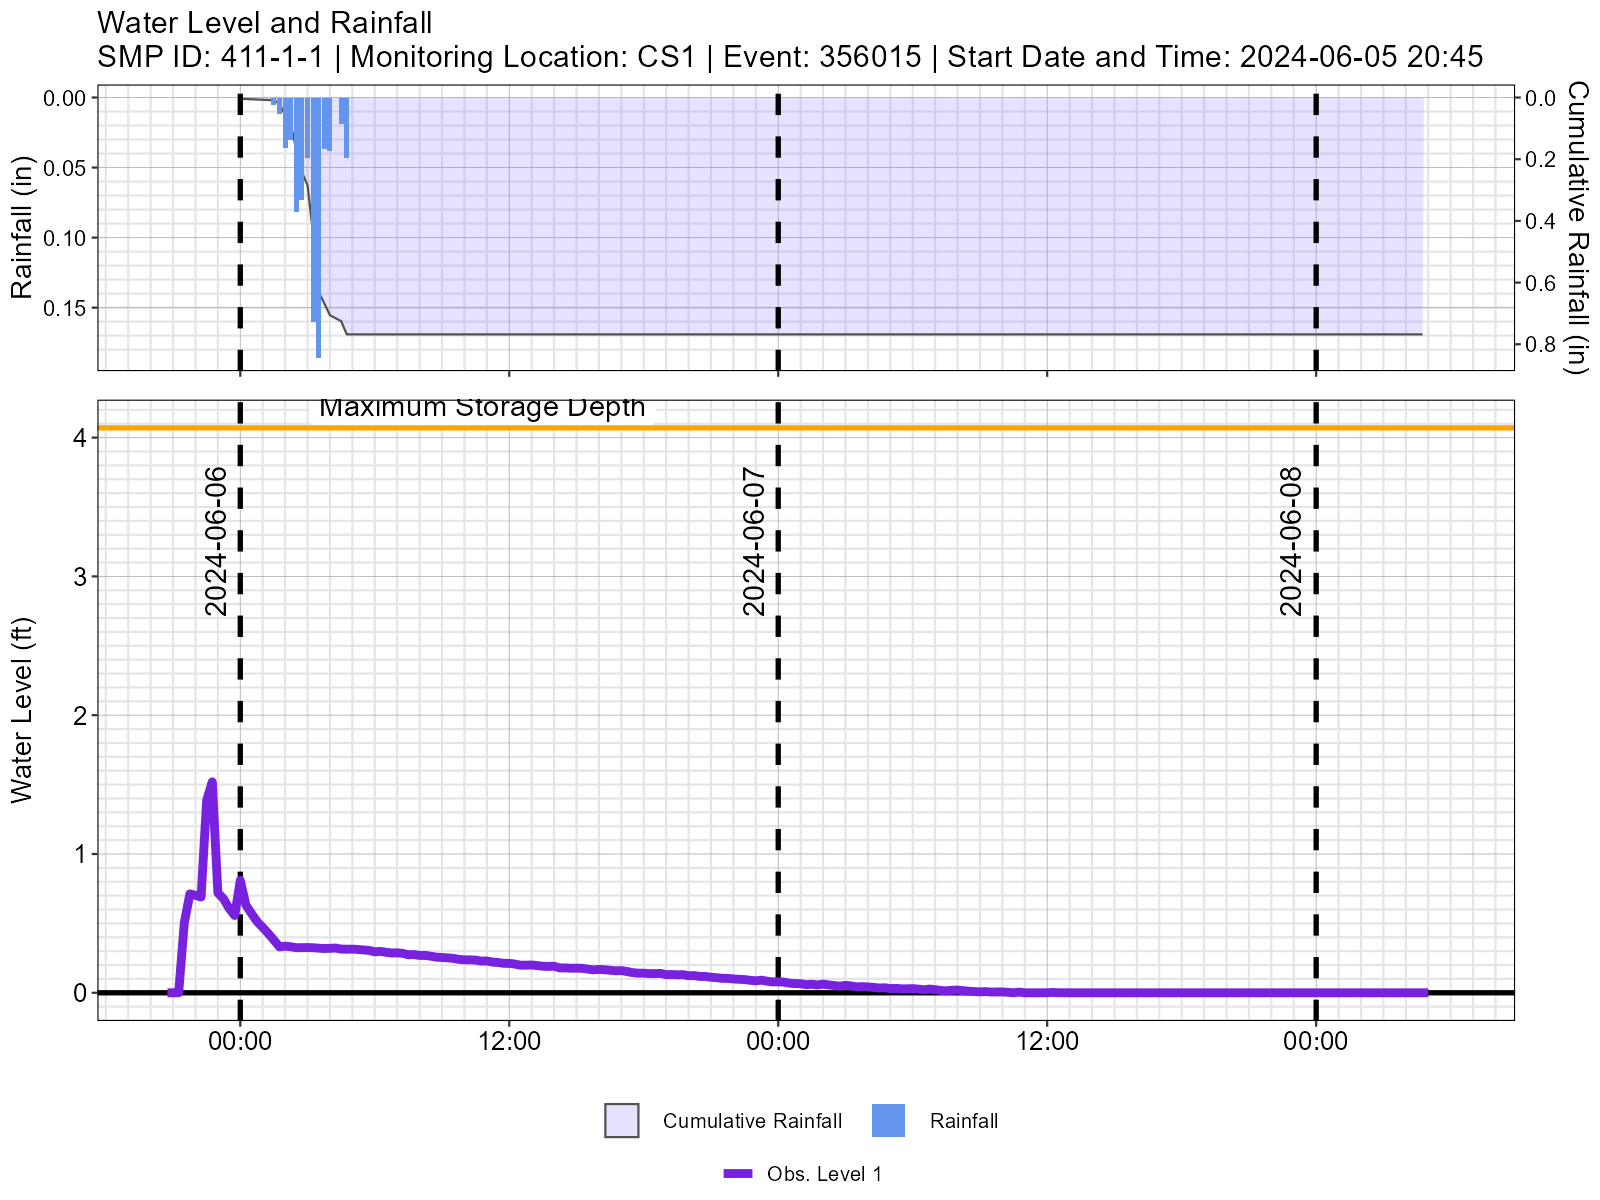 Water Level and Rainfall
SMP ID: 411-1-1 | Monitoring Location: CS1 | Event: 356015 | Start Date and Time: 2024-06-05 20:45
Rainfall (in)
0.00
0.05
0.10
0.15
0.0
0.2
0.4
0.6
0.8
Cumulative Rainfall (in)
Maximum Storage Depth
Water Level (ft)
4
3
2
1
0
2024-06-06
2024-06-07
2024-06-08
00:00
12:00
00:00
12:00
00:00
Cumulative Rainfall
Rainfall
Obs. Level 1